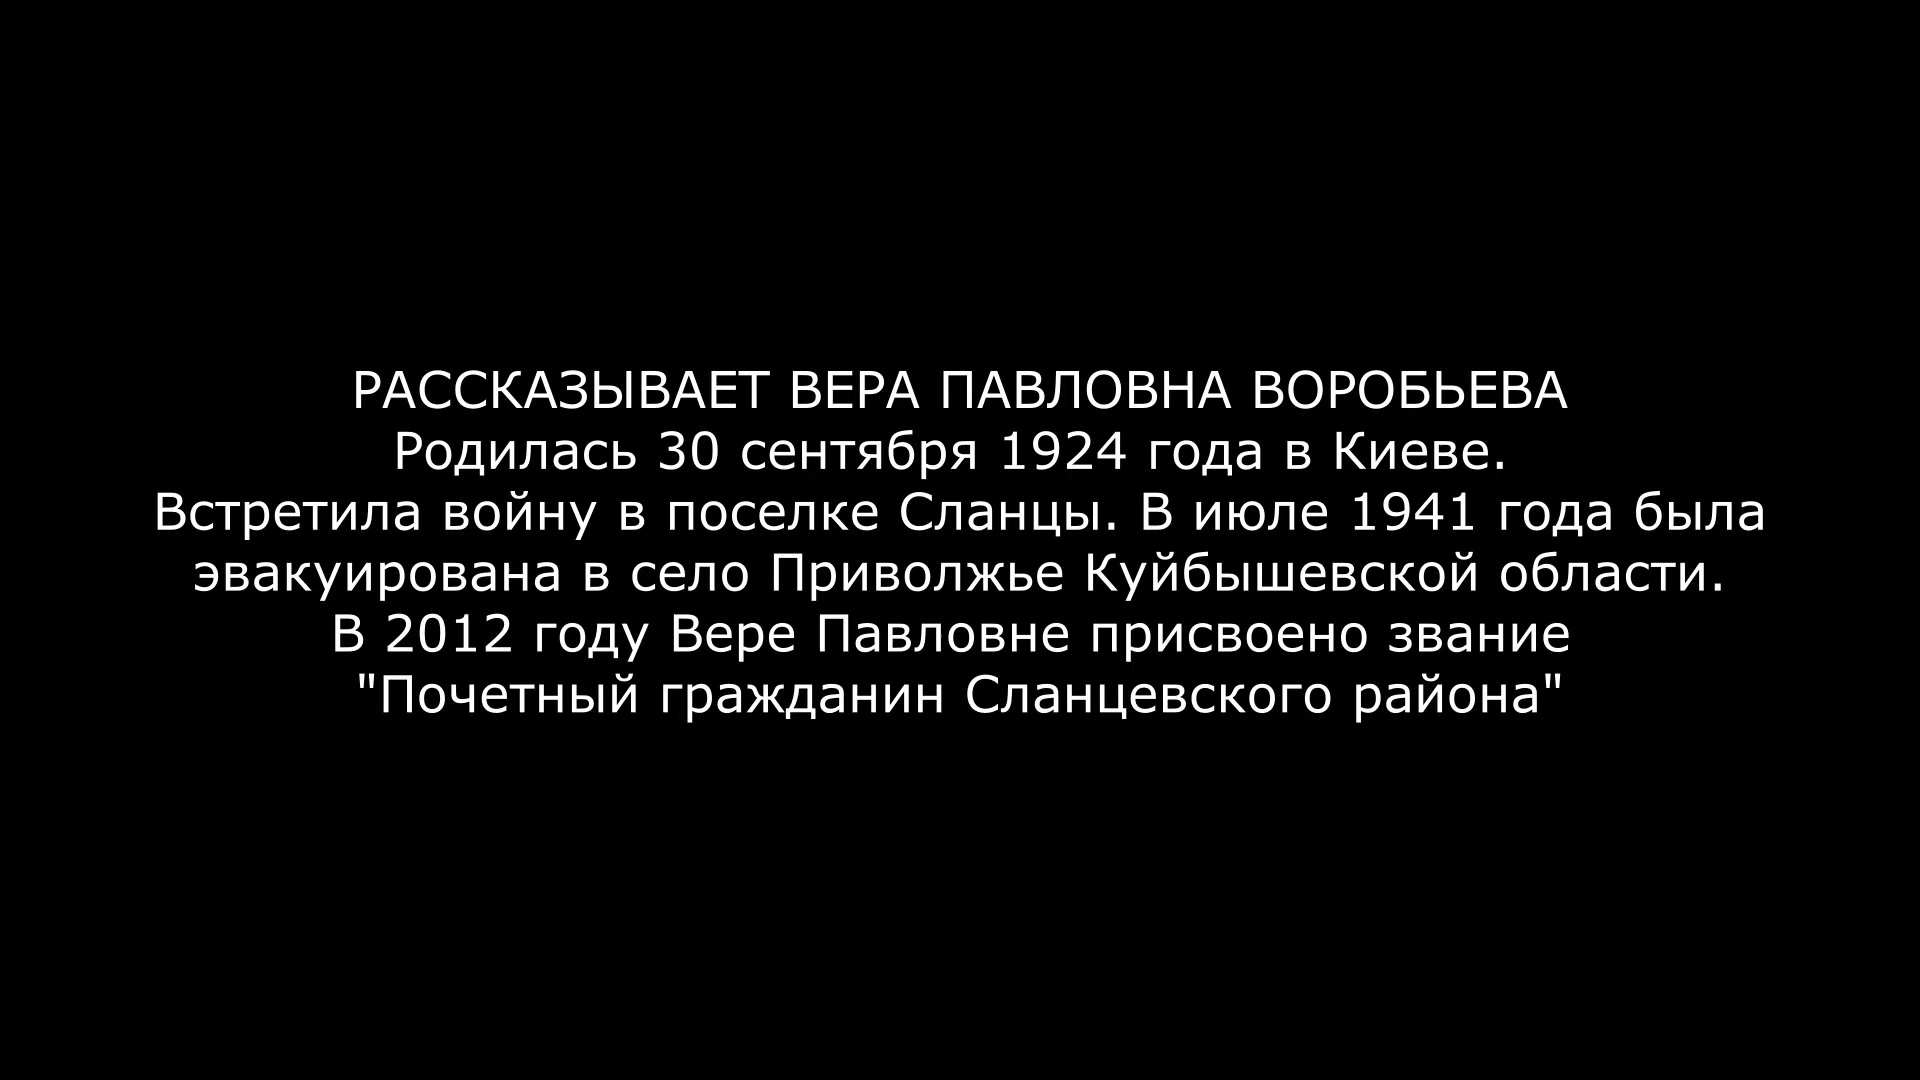 РАССКАЗЫВАЕТ ВЕРА ПАВЛОВНА ВОРОБЬЕВА
Родилась 30 сентября 1924 года в Киеве.
Встретила войну в поселке Сланцы. В июле 1941 года была
эвакуирована в село Приволжье Куйбышевской области.
В 2012 году Вере Павловне присвоено звание
"Почетный гражданин Сланцевского района"